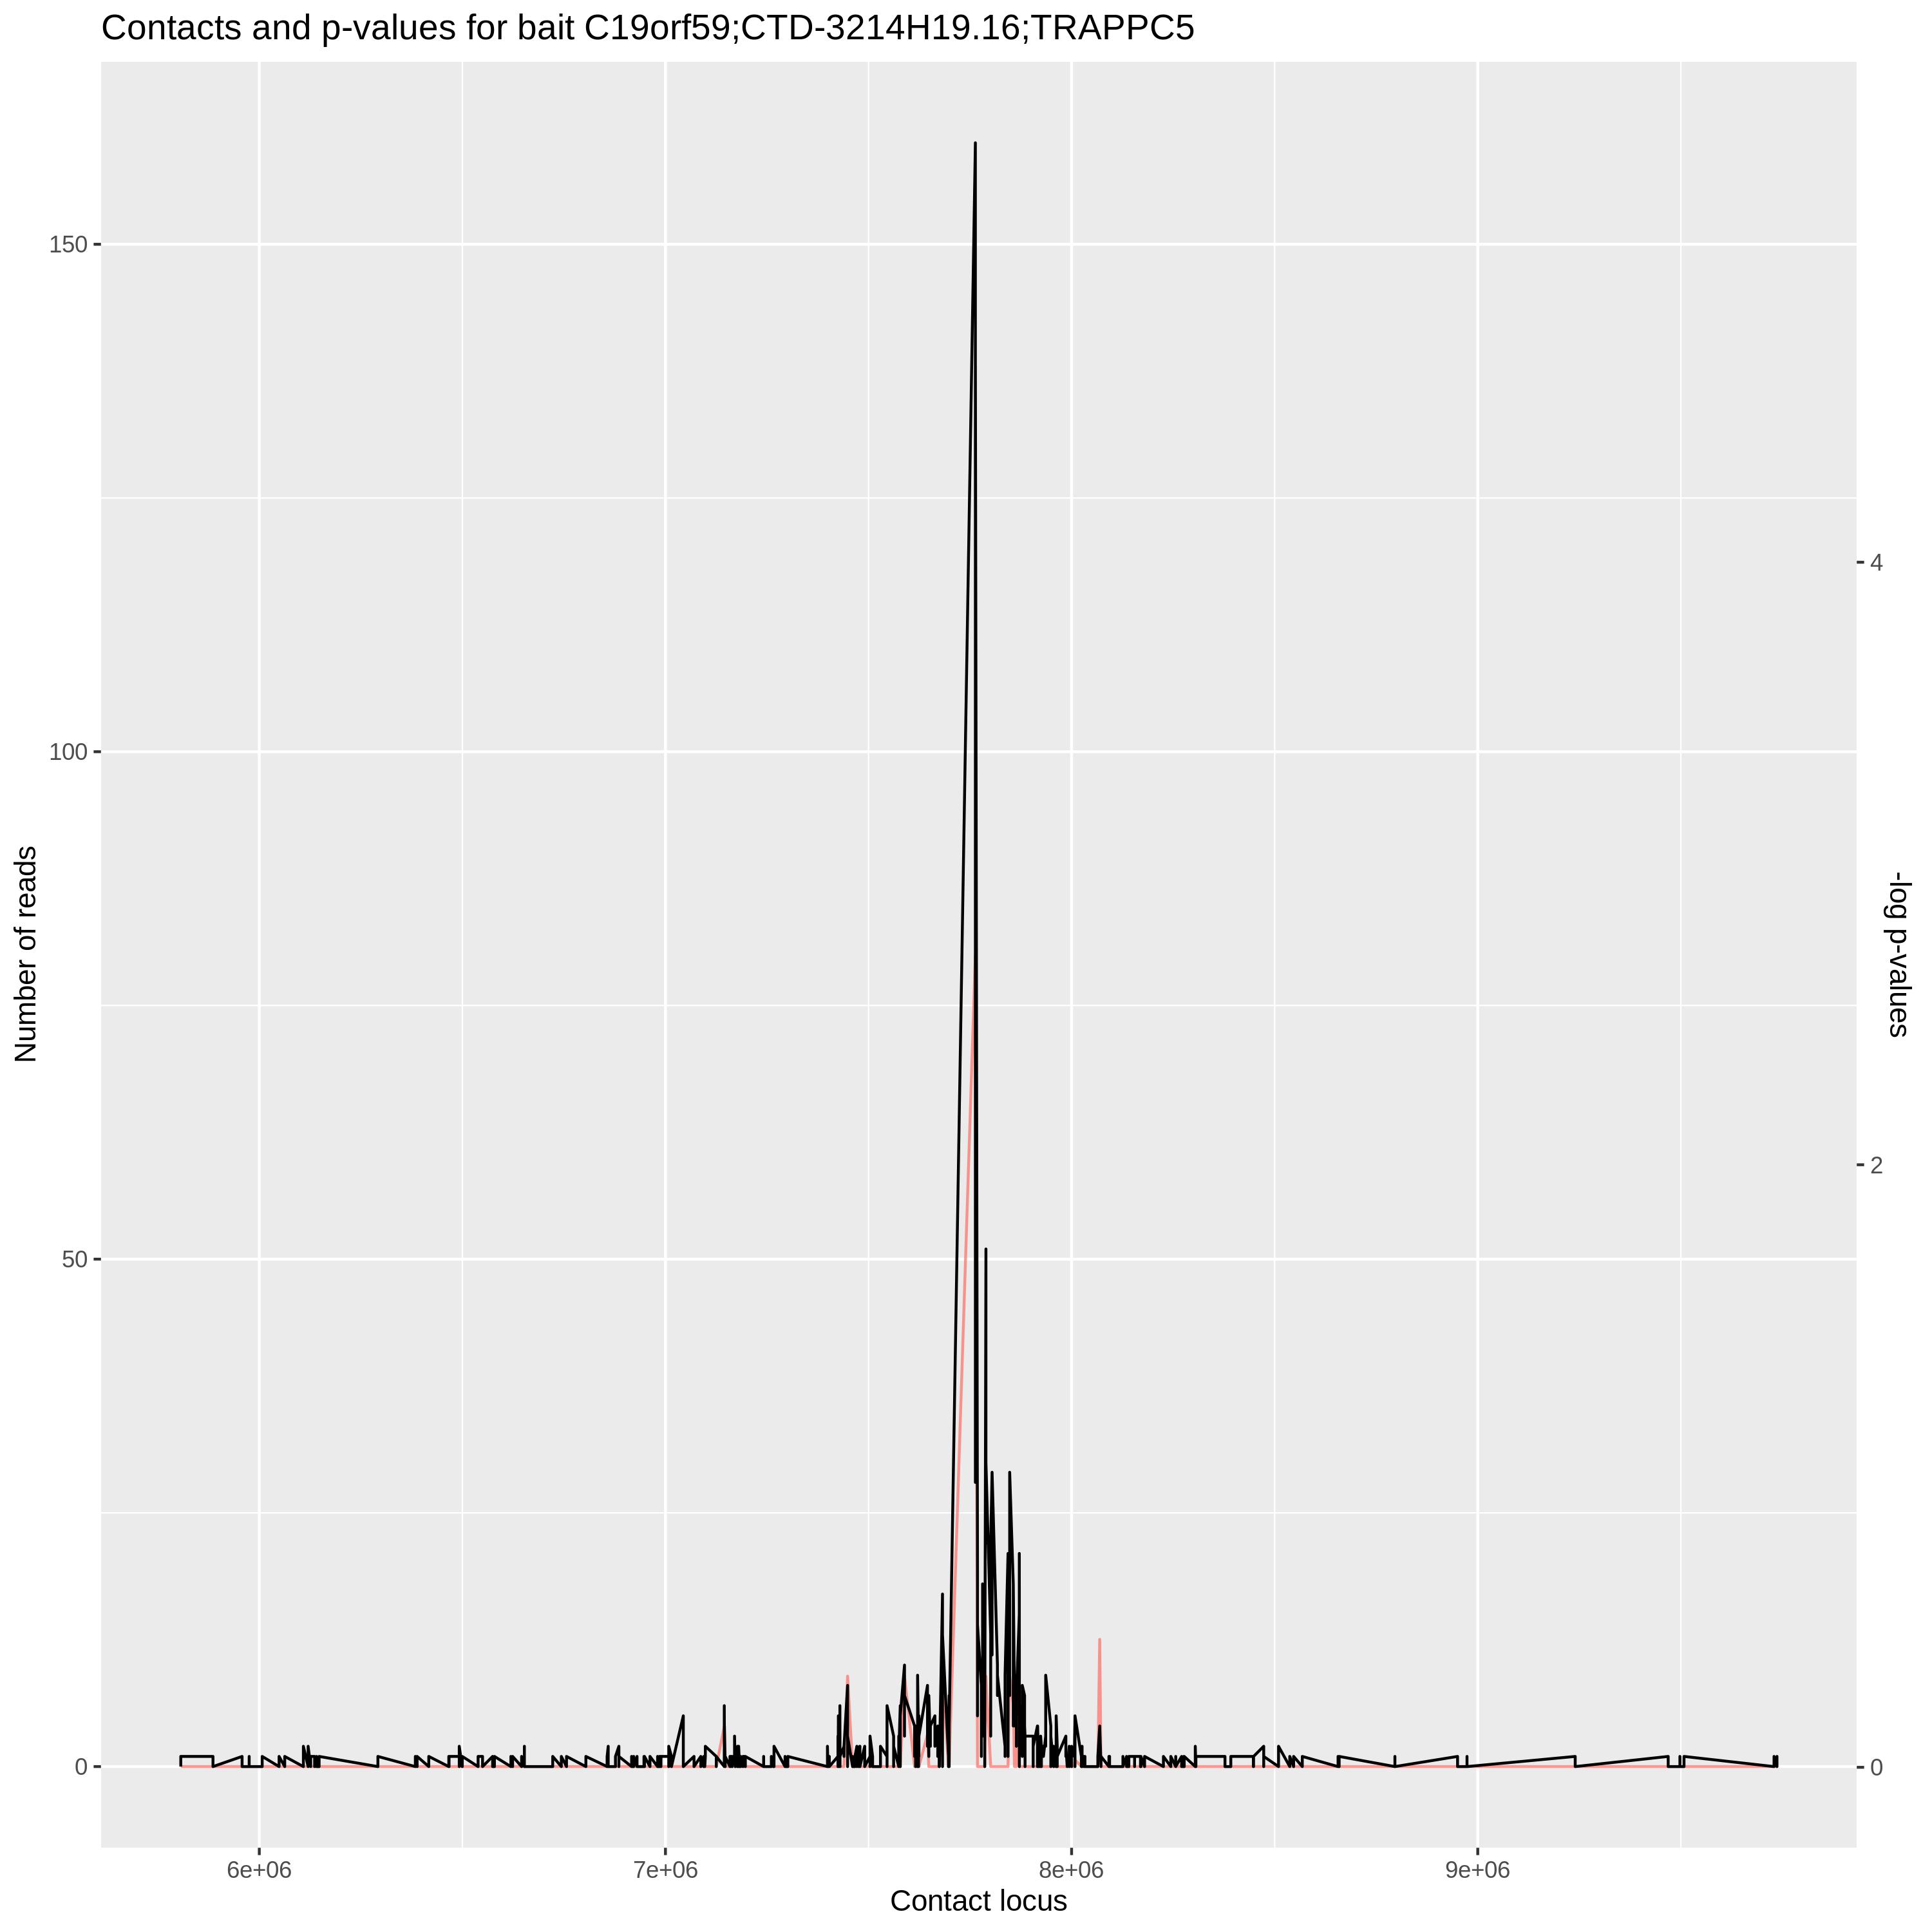 Contacts and p-values for bait C19orf59;CTD-3214H19.16;TRAPPC5
150
100
50
0
Number of reads
4
2
0
-log p-values
6e+06
7e+06
8e+06
9e+06
Contact locus